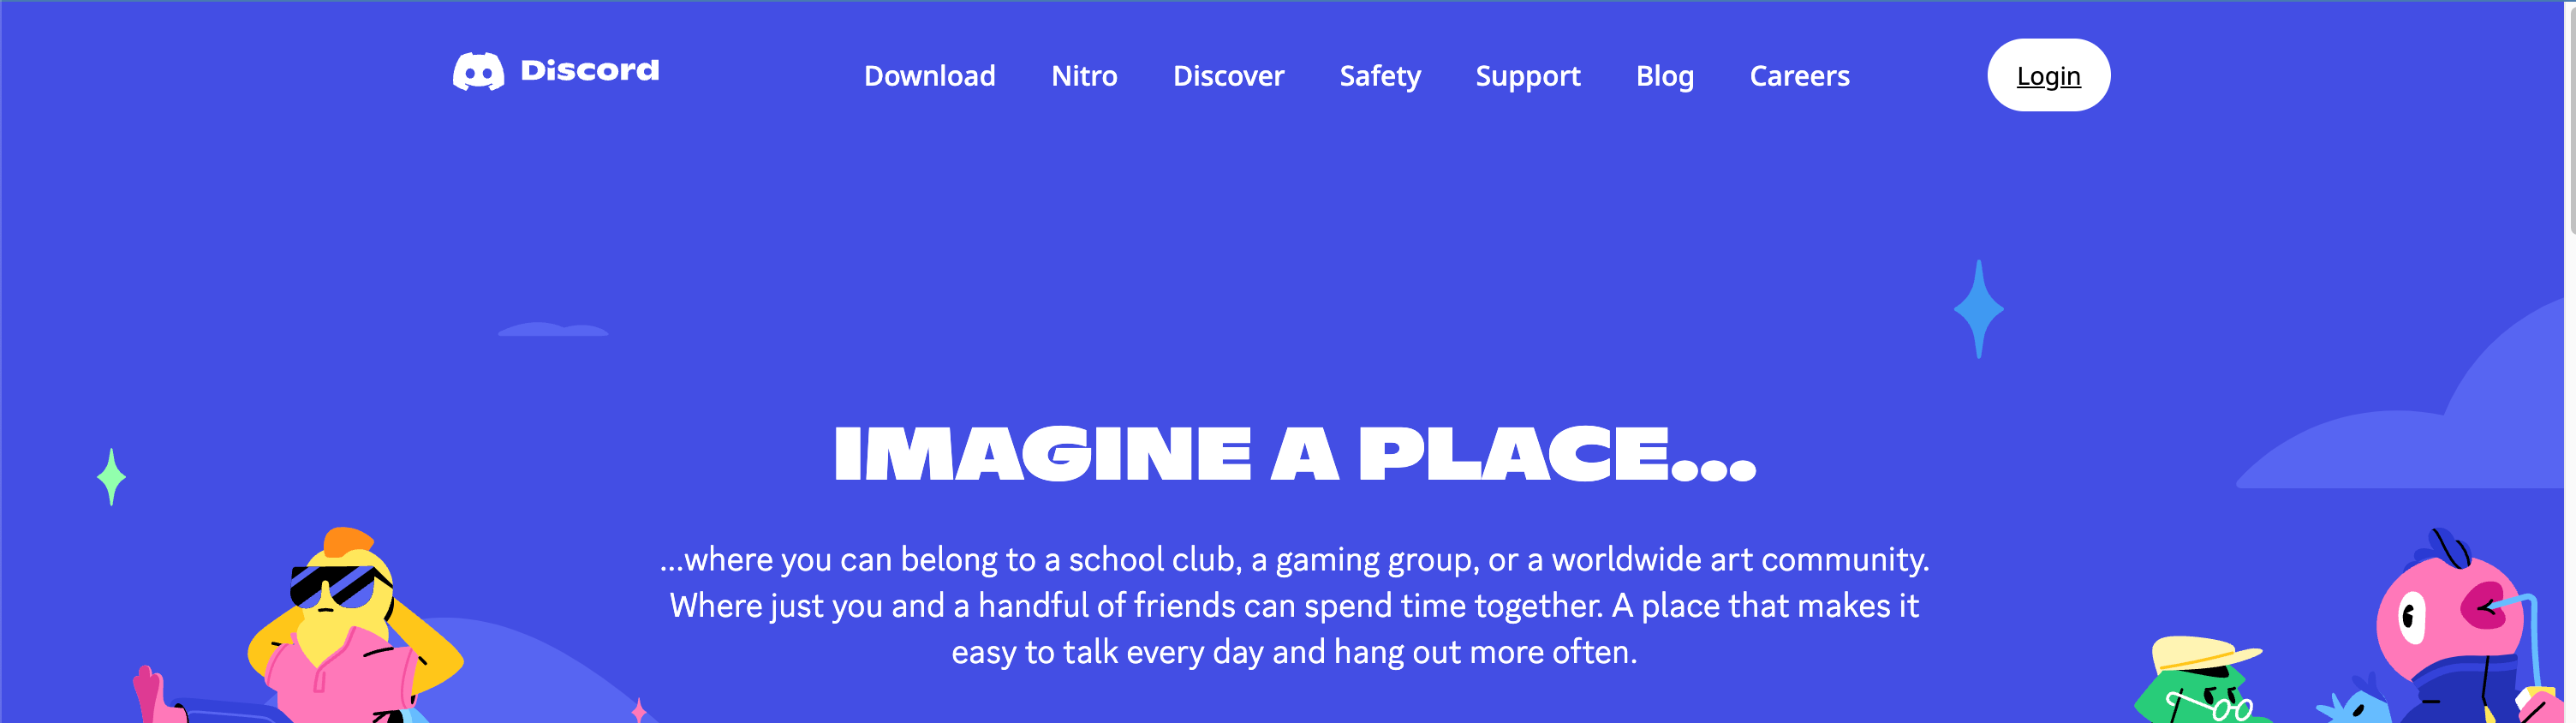 Discord
Download Nitro Discover Safety Support Blog Careers
Login
IMAGINE A PLACE...
...where you can belong to a school club, a gaming group, or a worldwide art community.
Where just you and a handful of friends can spend time together. A place that makes it
easy to talk every day and hang out more often.